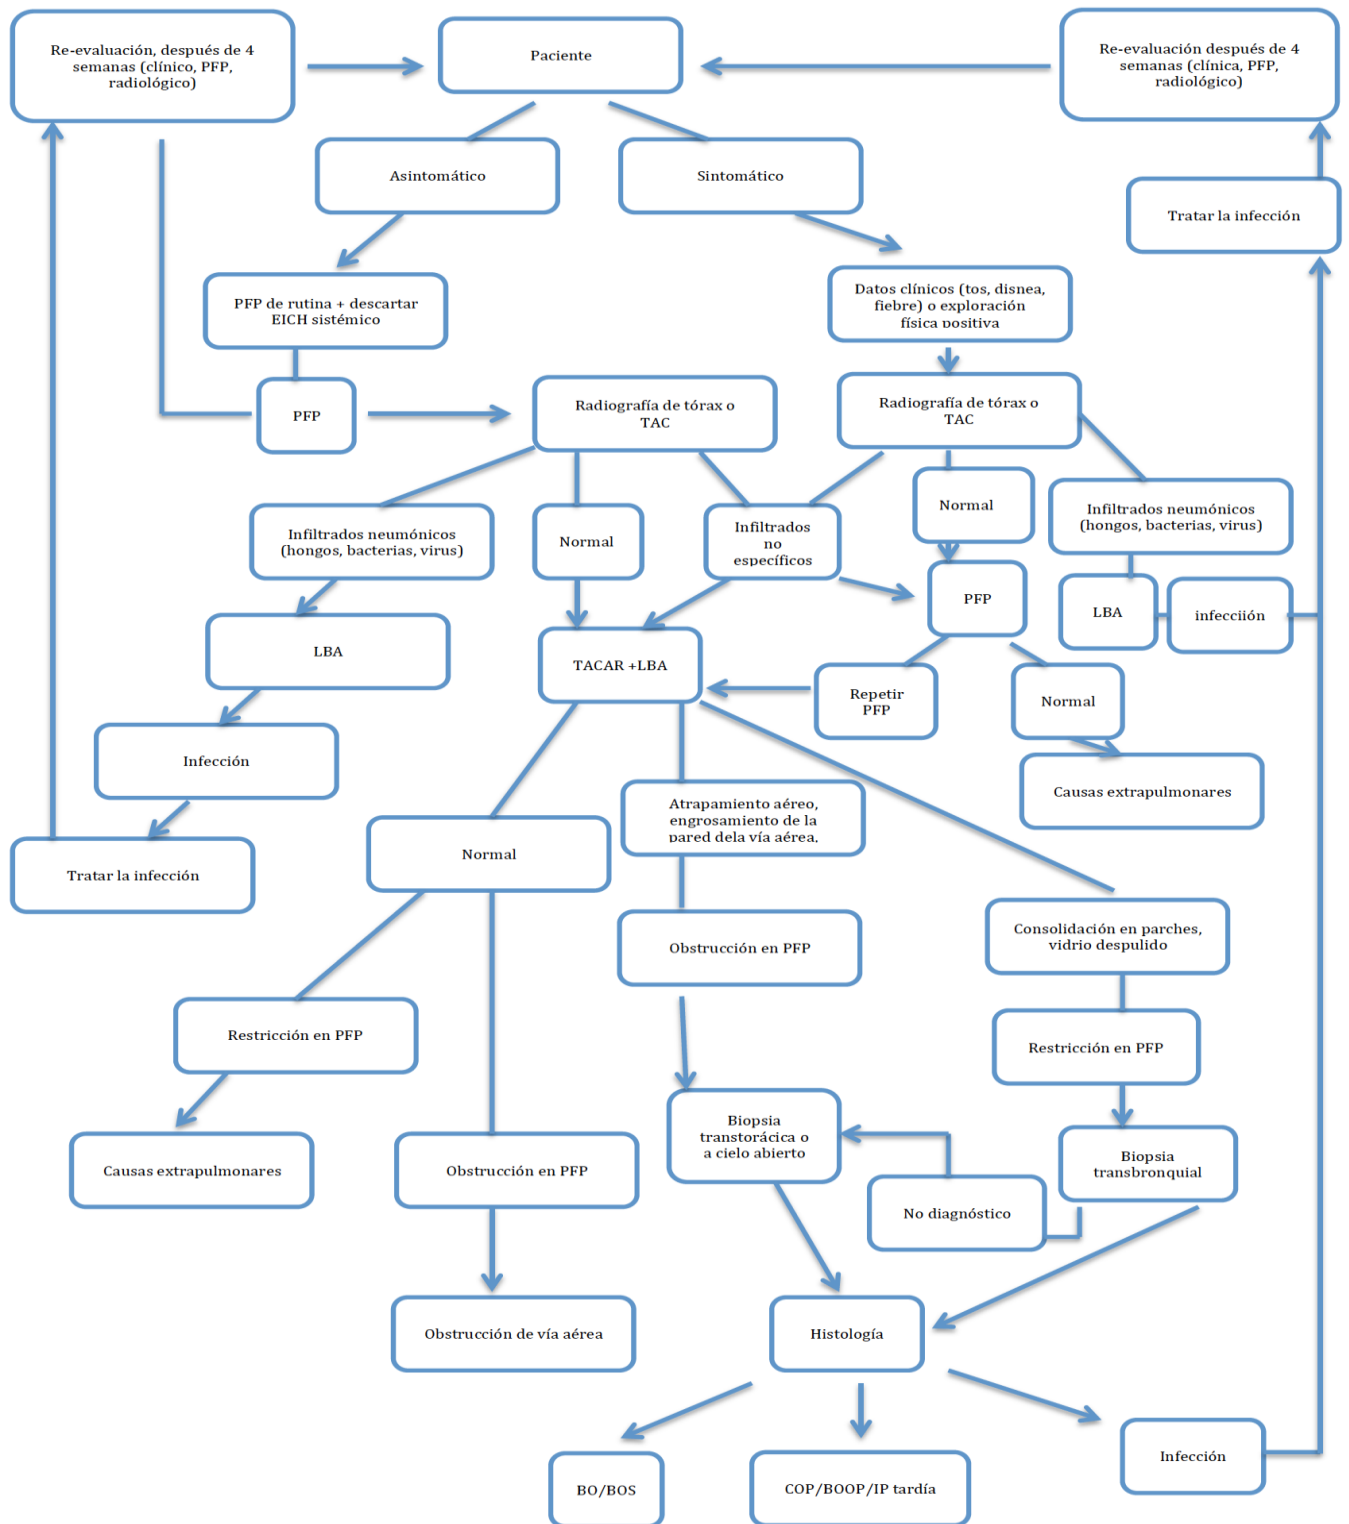 Re-evaluación, después de 4
semanas (clínico, PFP,
radiológico)
Paciente
Re-evaluación después de 4
semanas (clínica, PFP,
radiológico)
Asintomático
Sintomático
Tratar la infección
PFP de rutina + descartar
EICH sistémico
Datos clínicos (tos, disnea,
fiebre) o exploración
física positiva
PFP
Radiografía de tórax o
TAC
Radiografía de tórax o
TAC
Infiltrados neumónicos
(hongos, bacterias, virus)
Normal
Infiltrados
no
específicos
Normal
Infiltrados neumónicos
(hongos, bacterias, virus)
PFP
LBA
infeciión
LBA
TACAR +LBA
Repetir
PFP
Normal
Infección
Atrapamiento aéreo,
engrosamiento de la
pared dela vía aérea.
Causas extrapulmonares
Normal
Tratar la infección
Obstrucción en PFP
Consolidación en parches,
vidrio despulido
Restricción en PFP
Restricción en PFP
Biopsia
transtorácica o
a cielo abierto
Causas extrapulmonares
Obstrucción en PFP
Biopsia
transbronquial
No diagnóstico
Obstrucción de vía aérea
Histología
BO/BOS
COP/BOOP/IP tardía
Infección